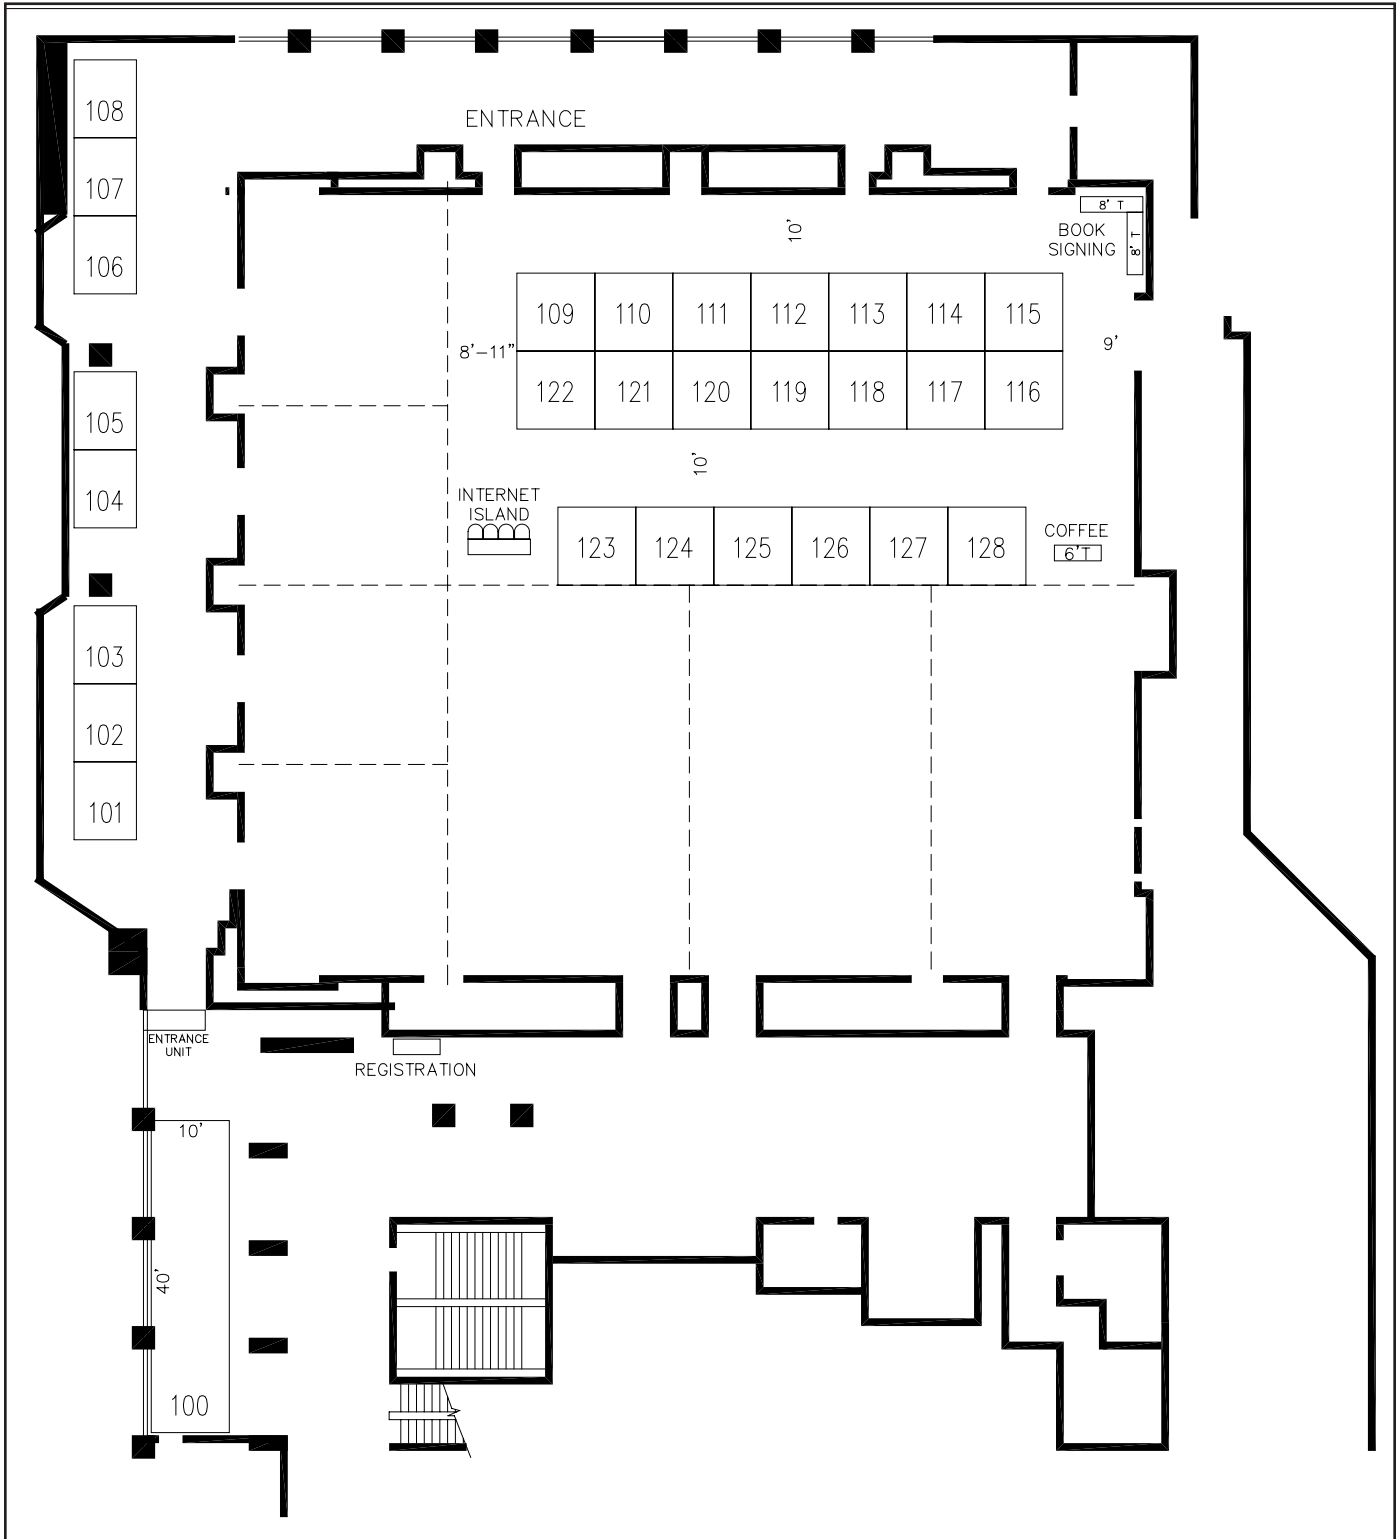 108
ENTRANCE
107
8' T
10'
BOOK
SIGNING
8' T
106
109 110 111 112 113 114 115
8'-11"
9'
122 121 120 119 118 117 116
105
10'
104
INTERNET
ISLAND
COFFEE
6'T
123 124 125 126 127 128
103
102
101
ENTRANCE
UNIT
REGISTRATION
10'
40'
100